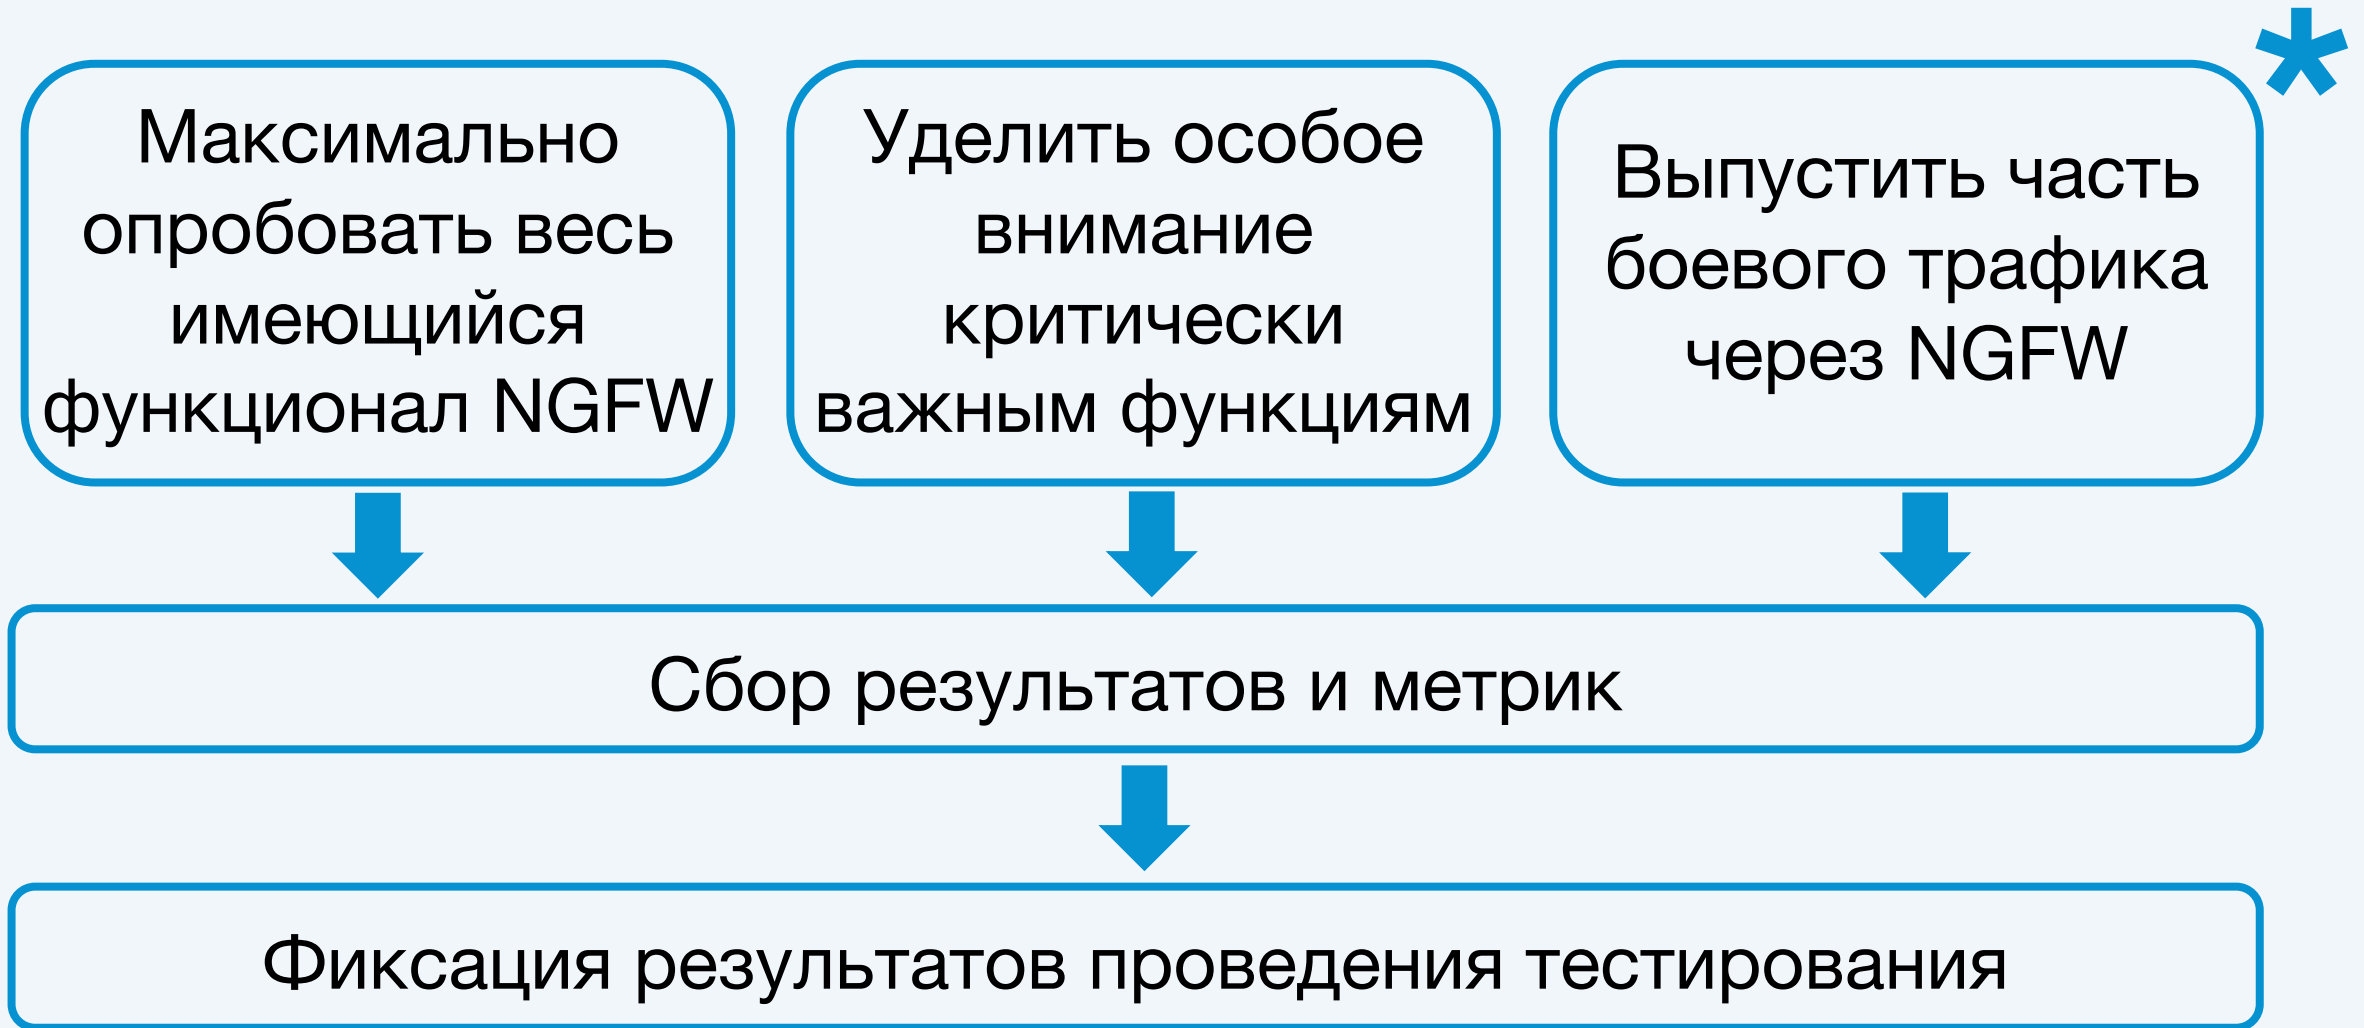 Максимально
опробовать весь
имеющийся
функционал NGFW
Уделить особое
внимание
критически
важным функциям
*
Выпустить часть
боевого трафика
через NGFW
Сбор результатов и метрик
Фиксация результатов проведения тестирования